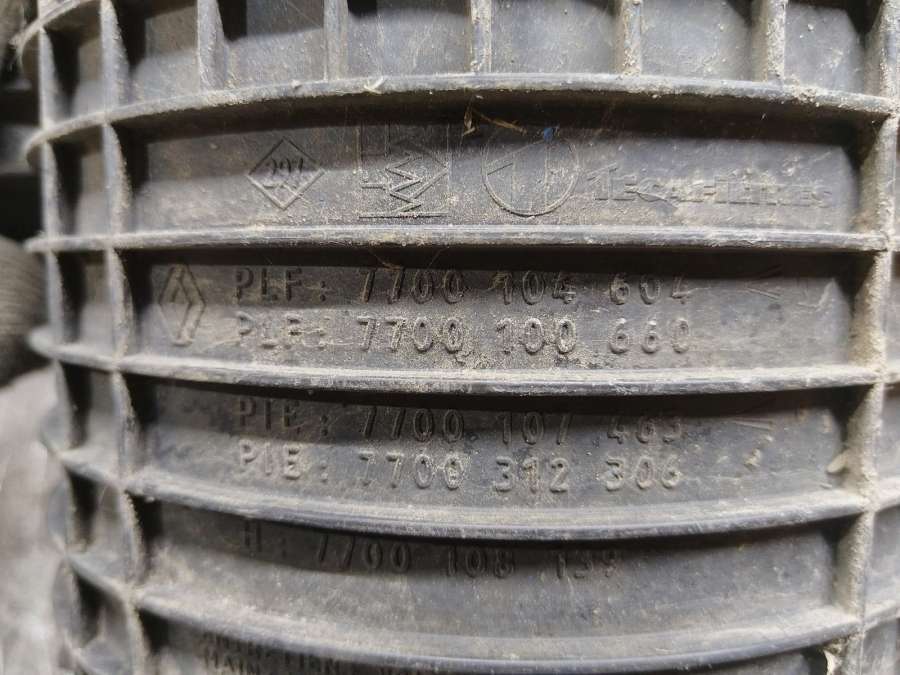 TECAFILTRES
PLF: 7700 104 604
PLF: 7700 100 660
PIE: 7700 107 463
PIE: 7700 312 306
H : 7700 108 139